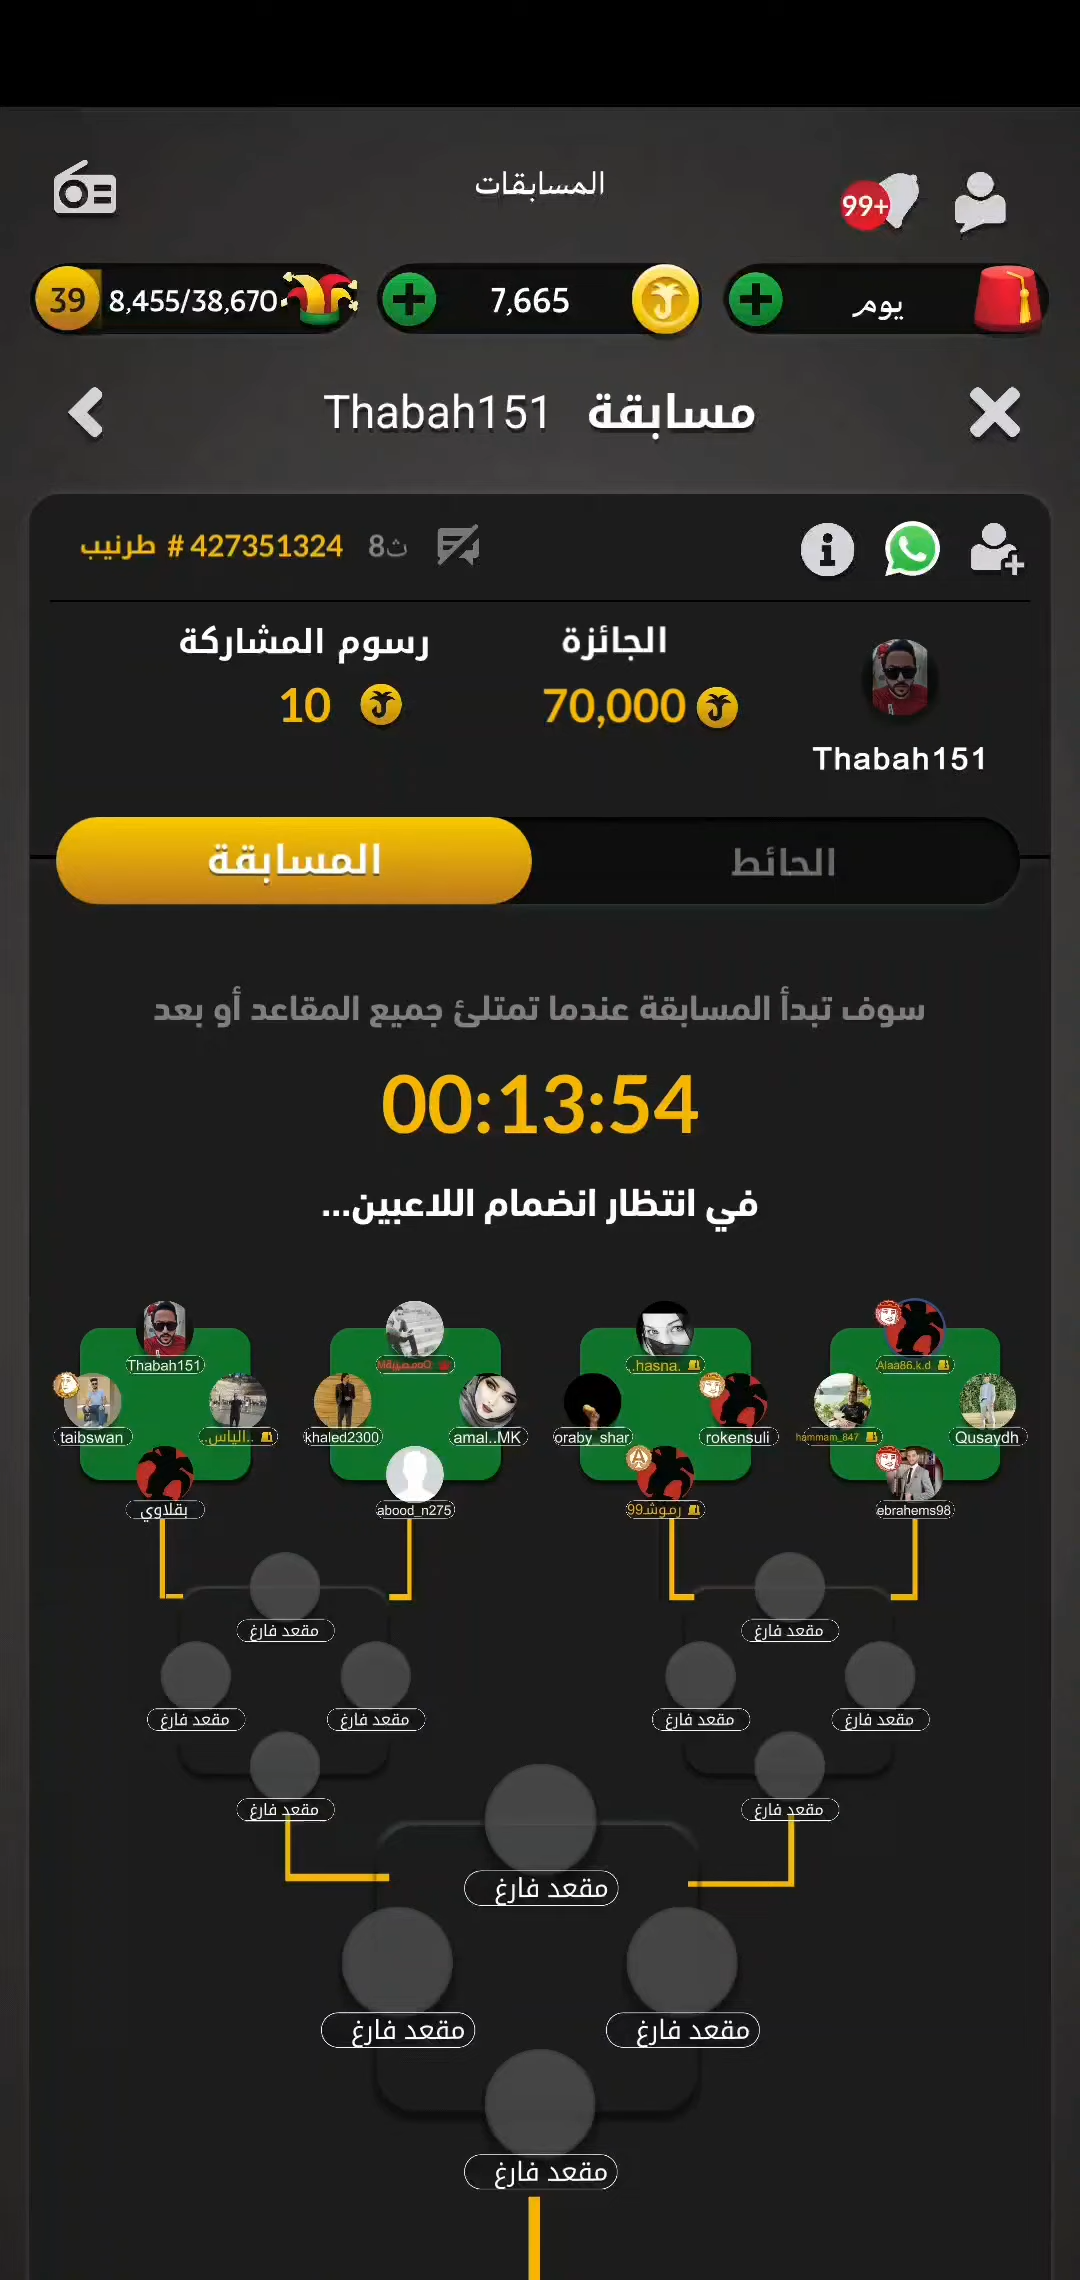 المسابقات
99+
39 8,455/38,670
7,665
يوم
مسابقة Thabah151
طرنيب # 427351324 8ث
رسوم المشاركة
10
الجائزة
70,000
Thabah151
المسابقة
الحائط
سوف تبدأ المسابقة عندما تمتلئ جميع المقاعد أو بعد
00:13:54
في انتظار انضمام اللاعبين...
Thabah151
.hasna.
Alaa86.k.d
taibswan
..الياس..
khaled2300
amal..MK
oraby_shar
rokensuli
hammam_847
Qusaydh
بقلاوي
abood_n275
رموش99
ebrahems98
مقعد فارغ
مقعد فارغ
مقعد فارغ
مقعد فارغ
مقعد فارغ
مقعد فارغ
مقعد فارغ
مقعد فارغ
مقعد فارغ
مقعد فارغ
مقعد فارغ
مقعد فارغ